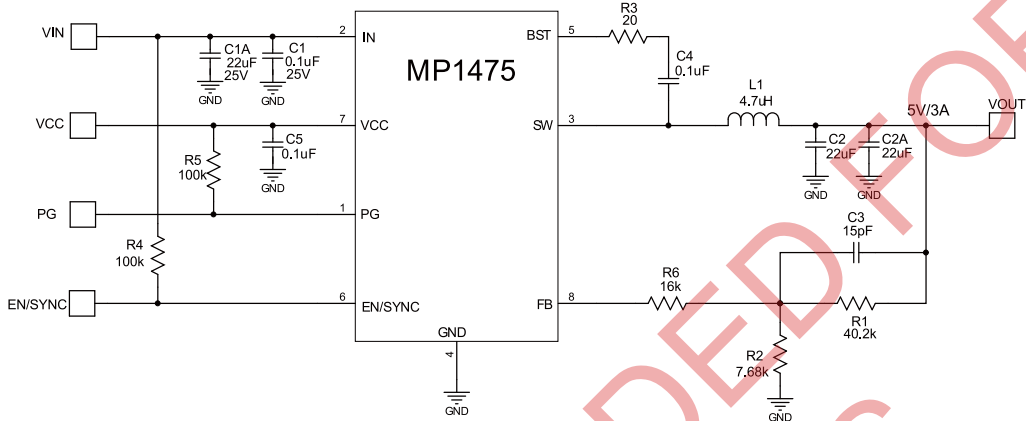 VIN
2
IN
C1A
22uF
25V
GND
C1
0.1uF
25V
GND
MP1475
BST
5
R3
20
C4
0.1uF
L1
4.7uH
SW
3
5V/3A
VOUT
C2
22uF
GND
C2A
22uF
GND
VCC
7
VCC
R5
100k
C5
0.1uF
GND
PG
1
PG
R4
100k
EN/SYNC
6
EN/SYNC
C3
15pF
FB
8
R6
16k
R1
40.2k
R2
7.68k
GND
GND
4
GND
DED FOR